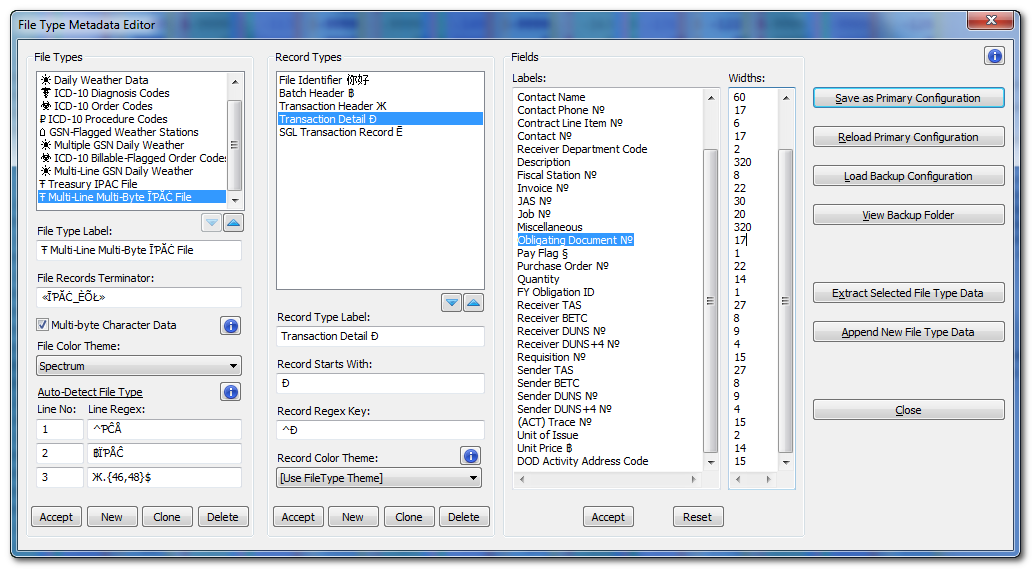 File Type Metadata Editor
File Types
Daily Weather Data
ICD-10 Diagnosis Codes
ICD-10 Order Codes
ICD-10 Procedure Codes
GSN-Flagged Weather Stations
Multiple GSN Daily Weather
ICD-10 Billable-Flagged Order Codes
Multi-Line GSN Daily Weather
Ŧ Treasury IPAC File
Ŧ Multi-Line Multi-Byte ĪƤÅĊ File
File Type Label:
Ŧ Multi-Line Multi-Byte ĪƤÅĊ File
File Records Terminator:
«ĪƤÅĊ_ÈÕŁ»
Multi-byte Character Data
File Color Theme:
Spectrum
Auto-Detect File Type
Line No: Line Regex:
1 ^ƤĈÅ
2 ฿ÏƤÂĈ
3 Ж.{46,48}$
Accept New Clone Delete
Record Types
File Identifier 你好
Batch Header ฿
Transaction Header Ж
Transaction Detail Đ
SGL Transaction Record Ē
Record Type Label:
Transaction Detail Đ
Record Starts With:
Đ
Record Regex Key:
^Đ
Record Color Theme:
[Use FileType Theme]
Accept New Clone Delete
Fields
Labels: Widths:
Contact Name 60
Contact Phone № 17
Contract Line Item № 6
Contact № 17
Receiver Department Code 2
Description 320
Fiscal Station № 8
Invoice № 22
JAS № 30
Job № 20
Miscellaneous 320
Obligating Document № 17
Pay Flag § 1
Purchase Order № 22
Quantity 14
FY Obligation ID 1
Receiver TAS 27
Receiver BETC 8
Receiver DUNS № 9
Receiver DUNS+4 № 4
Requisition № 15
Sender TAS 27
Sender BETC 8
Sender DUNS № 9
Sender DUNS+4 № 4
(ACT) Trace № 15
Unit of Issue 2
Unit Price ฿ 14
DOD Activity Address Code 15
Accept Reset
Save as Primary Configuration
Reload Primary Configuration
Load Backup Configuration
View Backup Folder
Extract Selected File Type Data
Append New File Type Data
Close